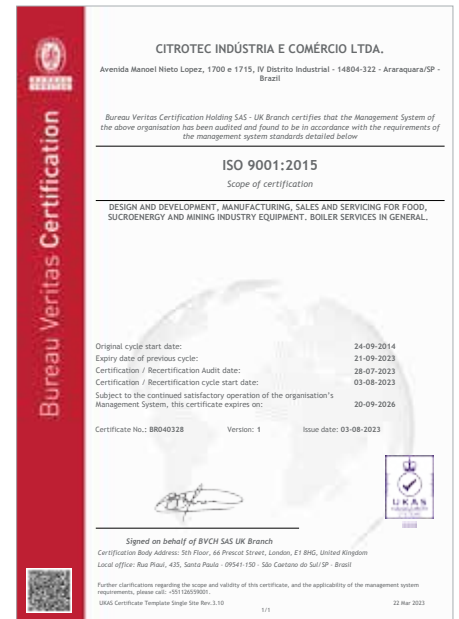 Bureau Veritas Certification
CITROTEC INDÚSTRIA E COMÉRCIO LTDA.
Avenida Manoel Nieto Lopez, 1700 e 1715, IV Distrito Industrial - 14804-322 - Araraquara/SP -
Brazil
Bureau Veritas Certification Holding SAS – UK Branch certifies that the Management System of
the above organisation has been audited and found to be in accordance with the requirements of
the management system standards detailed below
ISO 9001:2015
Scope of certification
DESIGN AND DEVELOPMENT, MANUFACTURING, SALES AND SERVICING FOR FOOD,
SUCROENERGY AND MINING INDUSTRY EQUIPMENT. BOILER SERVICES IN GENERAL.
Original cycle start date: 24-09-2014
Expiry date of previous cycle: 21-09-2023
Certification / Recertification Audit date: 28-07-2023
Certification / Recertification cycle start date: 03-08-2023
Subject to the continued satisfactory operation of the organisation’s
Management System, this certificate expires on: 20-09-2026
Certificate No.: BR040328 Version: 1 Issue date: 03-08-2023
UKAS
Signed on behalf of BVCH SAS UK Branch
Certification Body Address: 5th Floor, 66 Prescot Street, London, E1 8HG, United Kingdom
Local office: Rua Piauí, 435, Santa Paula - 09541-150 - São Caetano do Sul/SP - Brasil
Further clarifications regarding the scope and validity of this certificate, and the applicability of the management system
requirements, please call: +551126559001.
UKAS Certificate Template Single Site Rev.3.10 22 Mar 2023
1/1